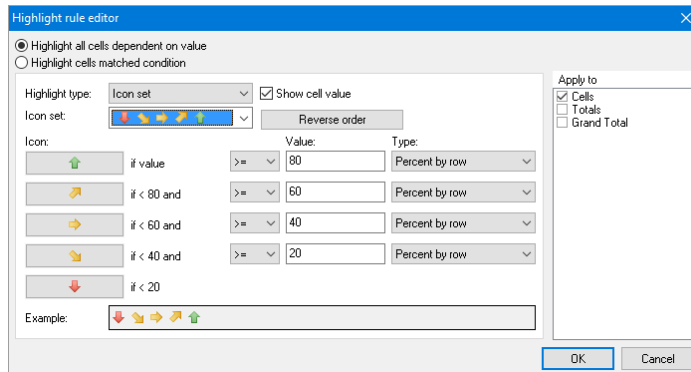 Highlight rule editor
Highlight all cells dependent on value
Highlight cells matched condition
Highlight type: Icon set Show cell value
Icon set: Reverse order
Icon: Value: Type:
if value >= 80 Percent by row
if < 80 and >= 60 Percent by row
if < 60 and >= 40 Percent by row
if < 40 and >= 20 Percent by row
if < 20
Example:
Apply to
Cells
Totals
Grand Total
OK Cancel